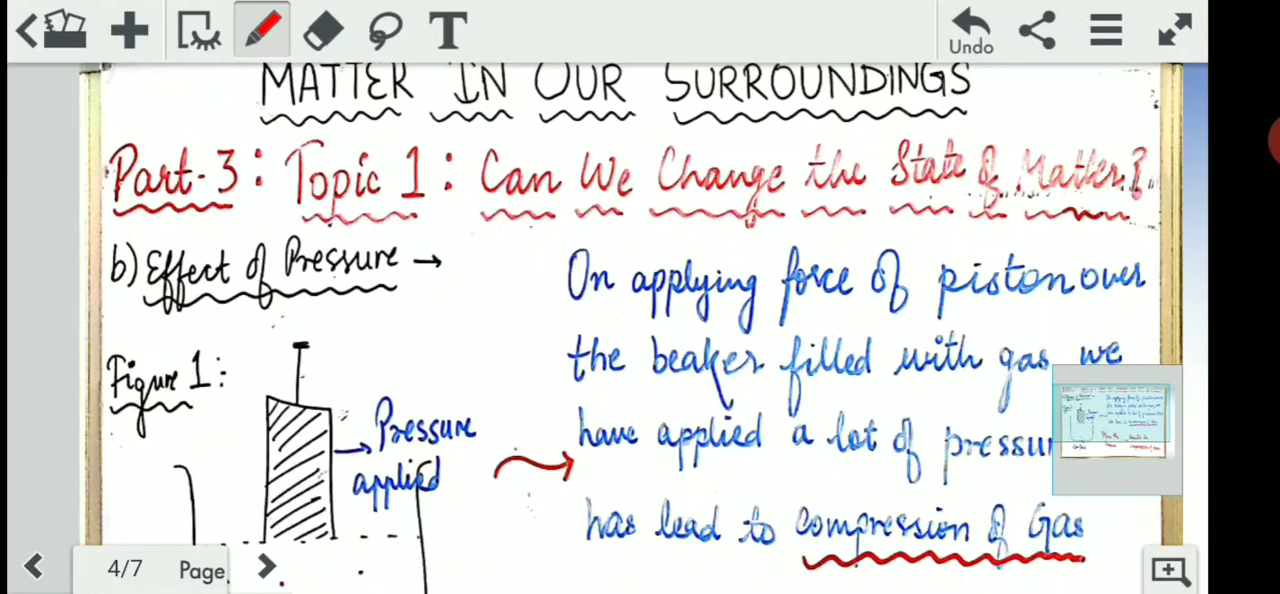 Undo
MATTER IN OUR SURROUNDINGS
Part-3: Topic 1: Can We Change the State of Matter?
b) Effect of Pressure →
On applying force of piston over
the beaker filled with gas we
Figure 1:
have applied a lot of pressu
Pressure
applied
has lead to compression of Gas
4/7 Page